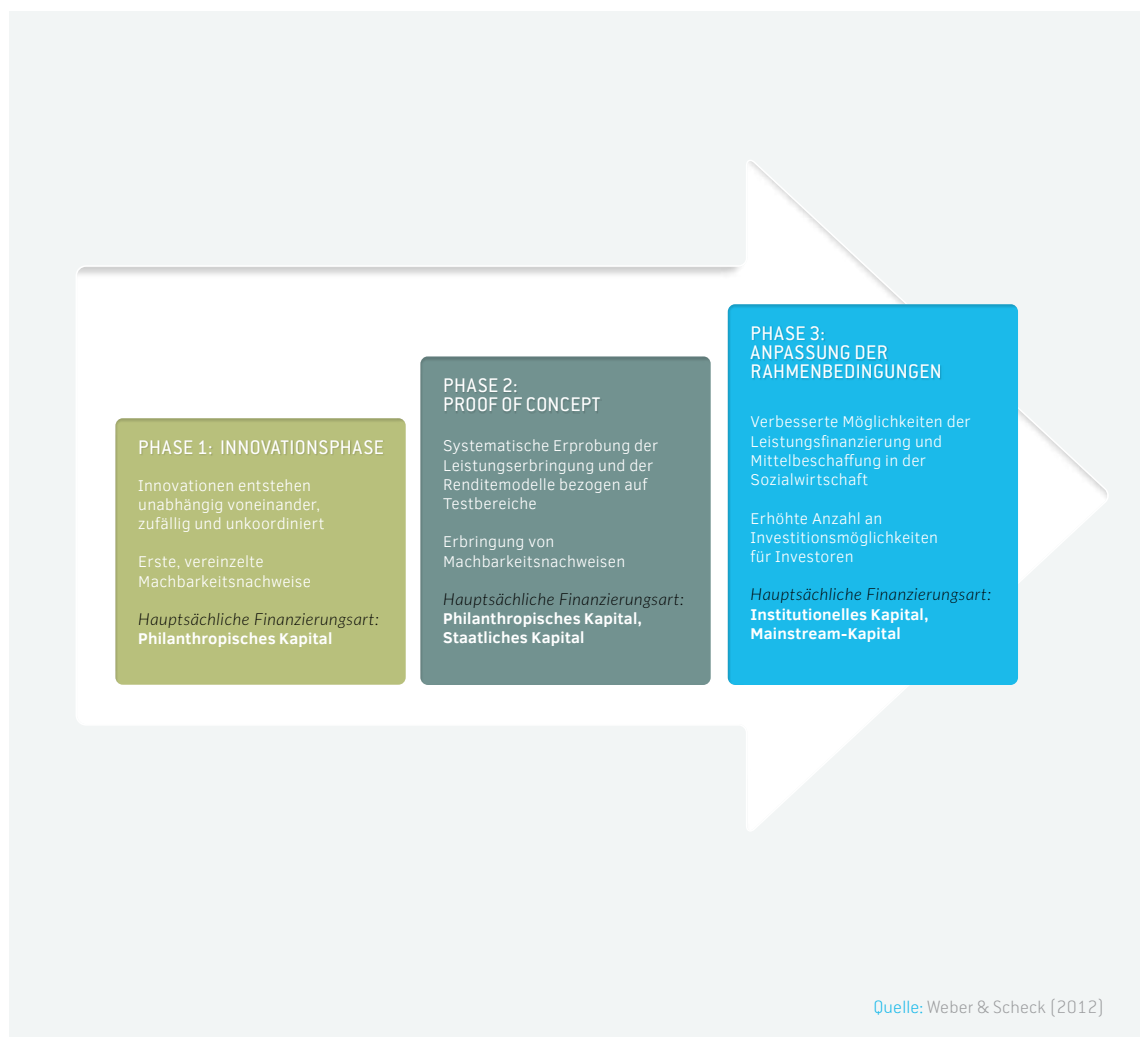 PHASE 1: INNOVATIONSPHASE
Innovationen entstehen
unabhängig voneinander,
zufällig und unkoordiniert
Erste, vereinzelte
Machbarkeitsnachweise
Hauptsächliche Finanzierungsart:
Philanthropisches Kapital
PHASE 2:
PROOF OF CONCEPT
Systematische Erprobung der
Leistungserbringung und der
Renditemodelle bezogen auf
Testbereiche
Erbringung von
Machbarkeitsnachweisen
Hauptsächliche Finanzierungsart:
Philanthropisches Kapital,
Staatliches Kapital
PHASE 3:
ANPASSUNG DER
RAHMENBEDINGUNGEN
Verbesserte Möglichkeiten der
Leistungsfinanzierung und
Mittelbeschaffung in der
Sozialwirtschaft
Erhöhte Anzahl an
Investitionsmöglichkeiten
für Investoren
Hauptsächliche Finanzierungsart:
Institutionelles Kapital,
Mainstream-Kapital
Quelle: Weber & Scheck (2012)